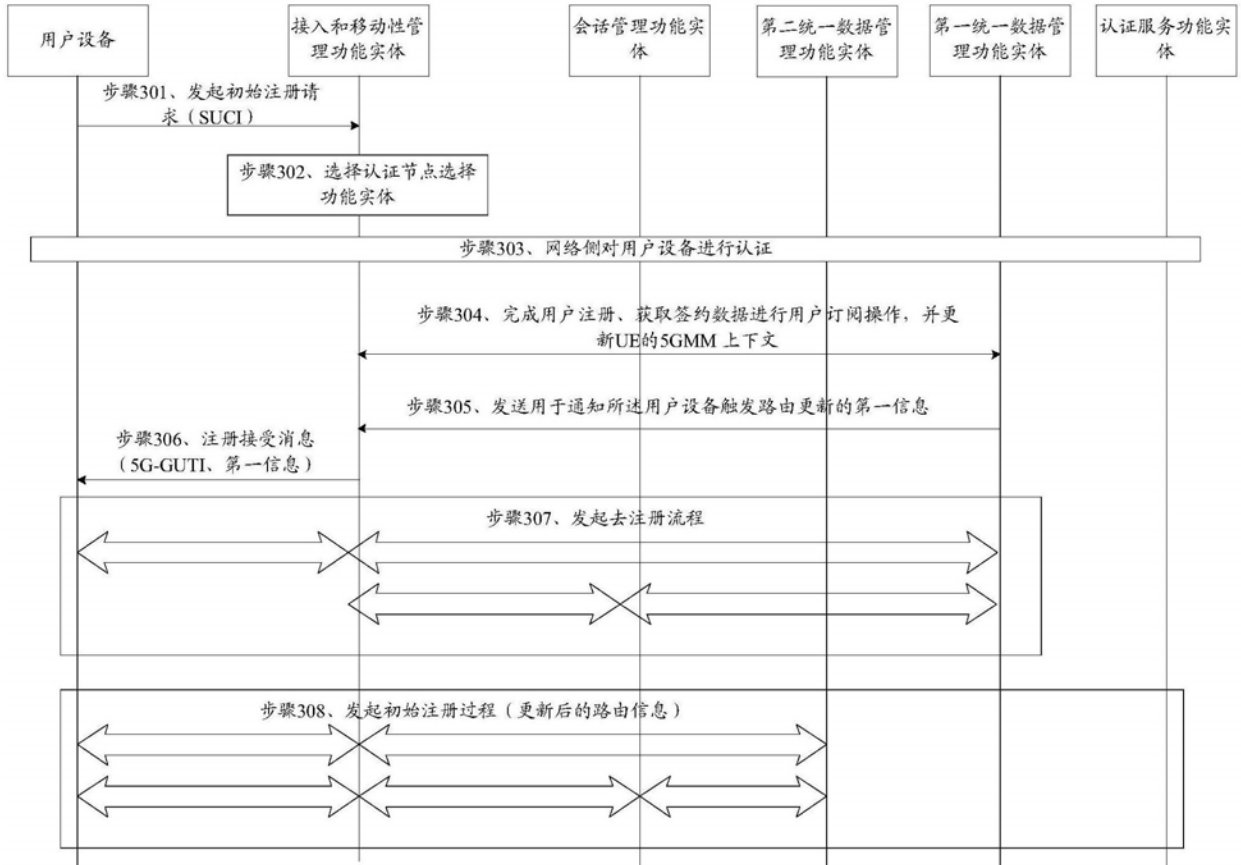 用户设备
接入和移动性管
理功能实体
会话管理功能实
体
第二统一数据管
理功能实体
第一统一数据管
理功能实体
认证服务功能实
体
步骤301、发起初始注册请
求（SUCI）
步骤302、选择认证节点选择
功能实体
步骤303、网络侧对用户设备进行认证
步骤304、完成用户注册、获取签约数据进行用户订阅操作，并更
新UE的5GMM 上下文
步骤305、发送用于通知所述用户设备触发路由更新的第一信息
步骤306、注册接受消息
（5G-GUTI、第一信息）
步骤307、发起去注册流程
步骤308、发起初始注册过程（更新后的路由信息）